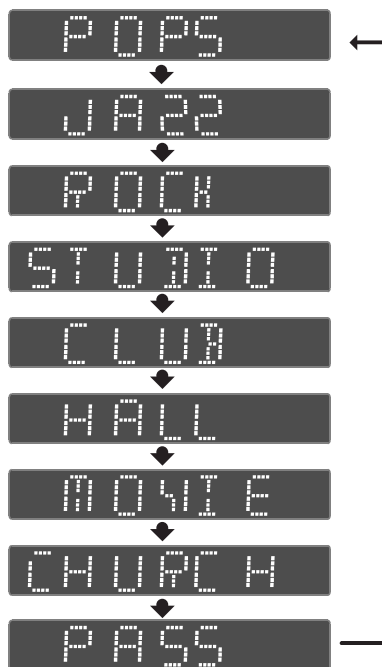 POPS
JAZZ
ROCK
STUDIO
CLUB
HALL
MOVIE
CHURCH
PASS